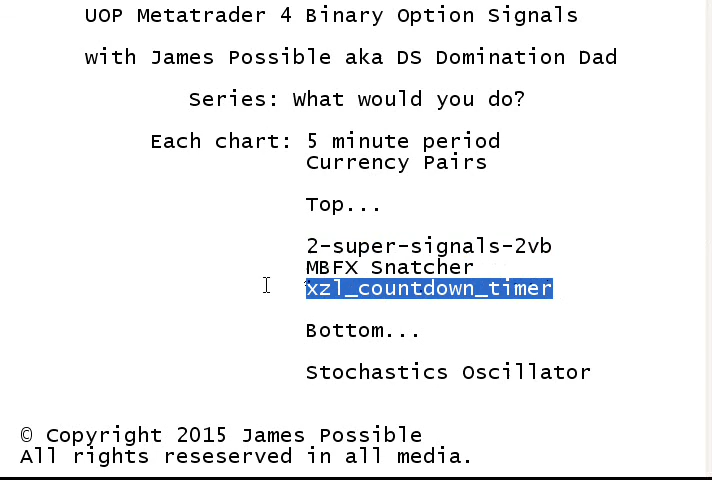 UOP Metatrader 4 Binary Option Signals
with James Possible aka DS Domination Dad
Series: What would you do?
Each chart: 5 minute period
Currency Pairs
Top...
2-super-signals-2vb
MBFX Snatcher
xzl_countdown_timer
Bottom...
Stochastics Oscillator
© Copyright 2015 James Possible
All rights reseserved in all media.